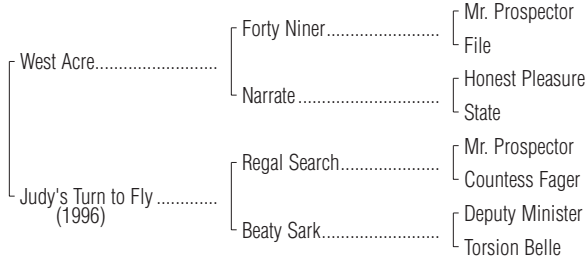 Mr. Prospector
Forty Niner
File
West Acre
Honest Pleasure
Narrate
State
Mr. Prospector
Regal Search
Countess Fager
Judy's Turn to Fly
(1996)
Deputy Minister
Beaty Sark
Torsion Belle